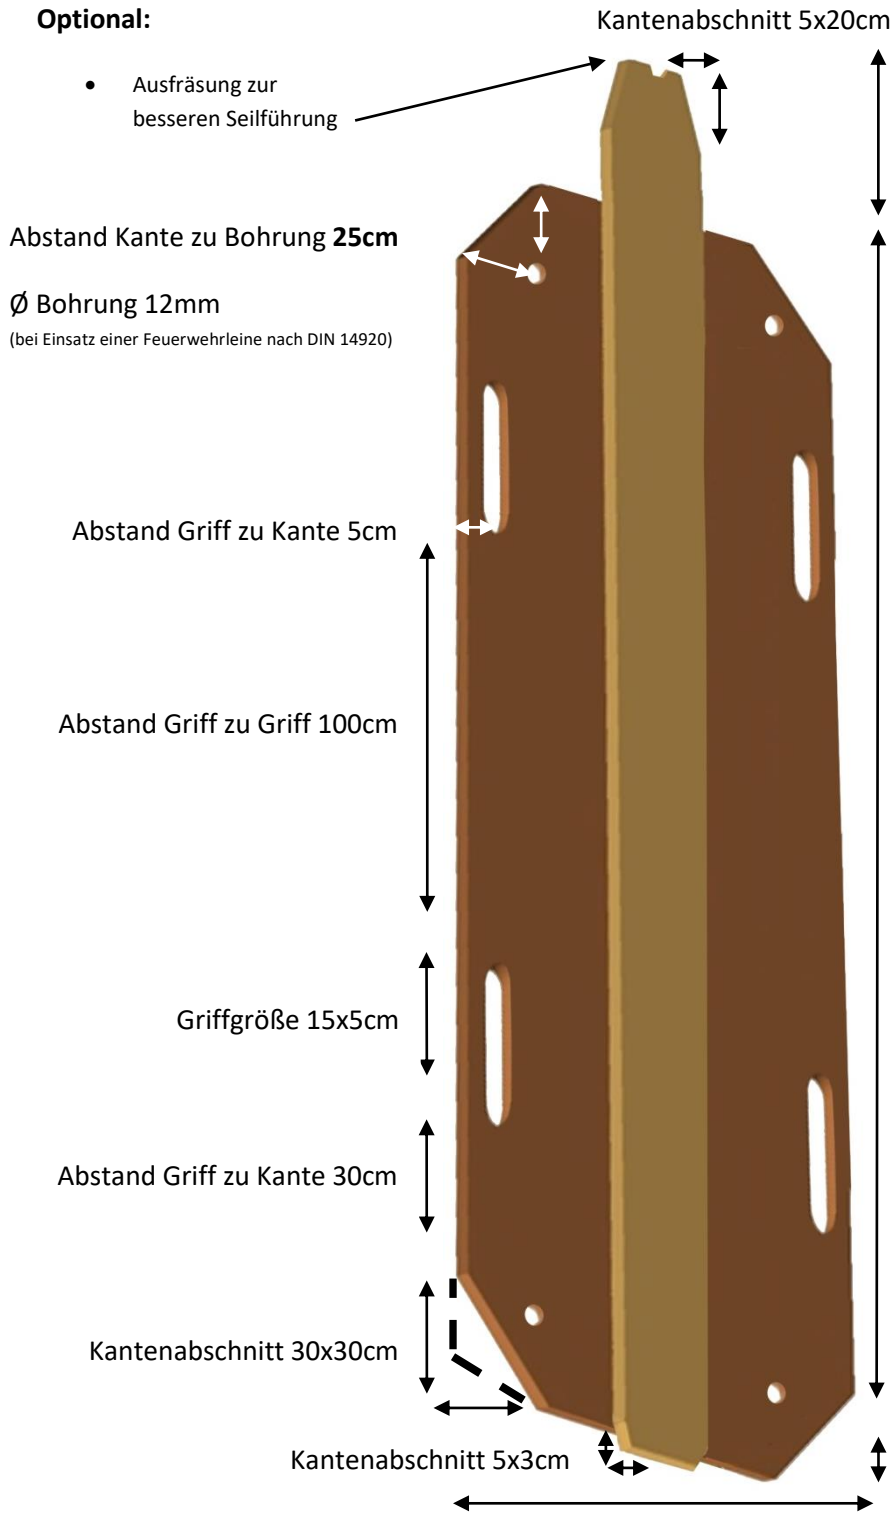 Optional:
Kantenabschnitt 5x20cm
• Ausfräsung zur
besseren Seilführung
Abstand Kante zu Bohrung 25cm
Ø Bohrung 12mm
(bei Einsatz einer Feuerwehrleine nach DIN 14920)
Abstand Griff zu Kante 5cm
Abstand Griff zu Griff 100cm
Griffgröße 15x5cm
Abstand Griff zu Kante 30cm
Kantenabschnitt 30x30cm
Kantenabschnitt 5x3cm